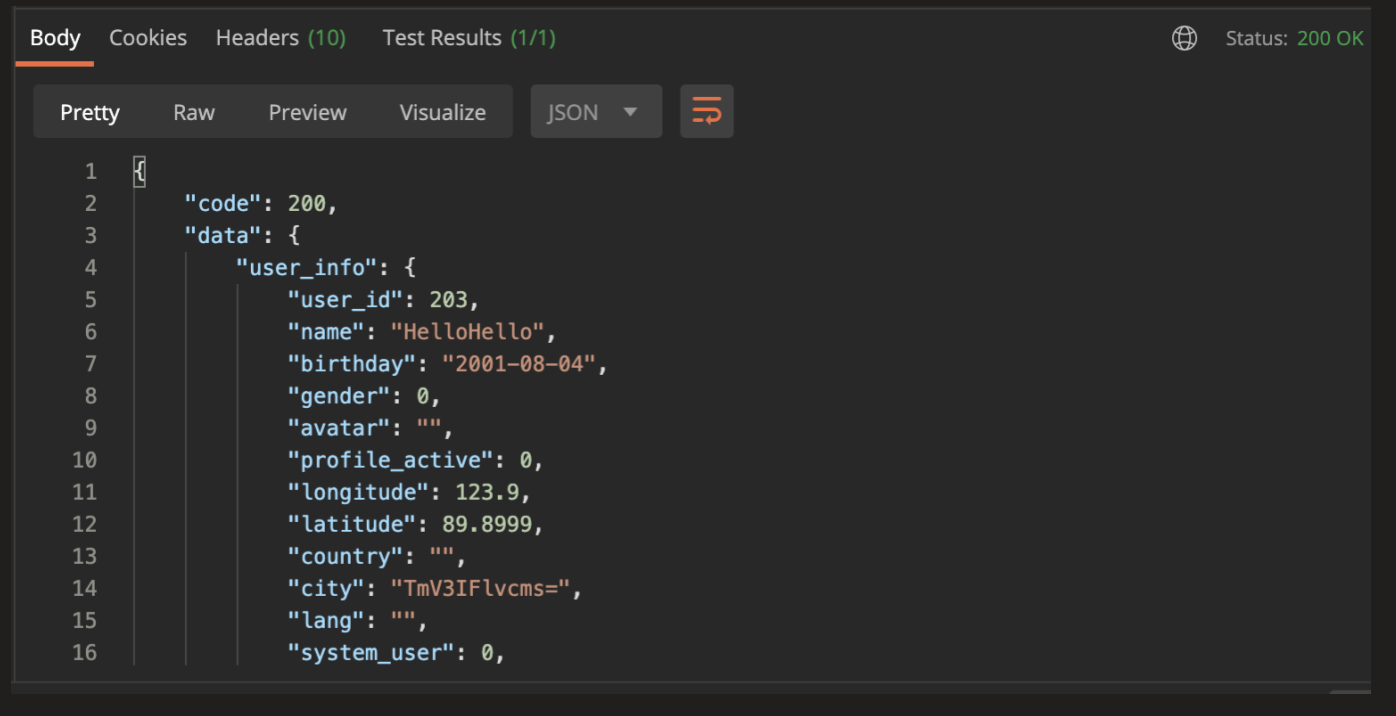 Body Cookies Headers (10) Test Results (1/1) Status: 200 OK
Pretty Raw Preview Visualize JSON
1 {
2 "code": 200,
3 "data": {
4 "user_info": {
5 "user_id": 203,
6 "name": "HelloHello",
7 "birthday": "2001-08-04",
8 "gender": 0,
9 "avatar": "",
10 "profile_active": 0,
11 "longitude": 123.9,
12 "latitude": 89.8999,
13 "country": "",
14 "city": "TmV3IFlvcms=",
15 "lang": "",
16 "system_user": 0,